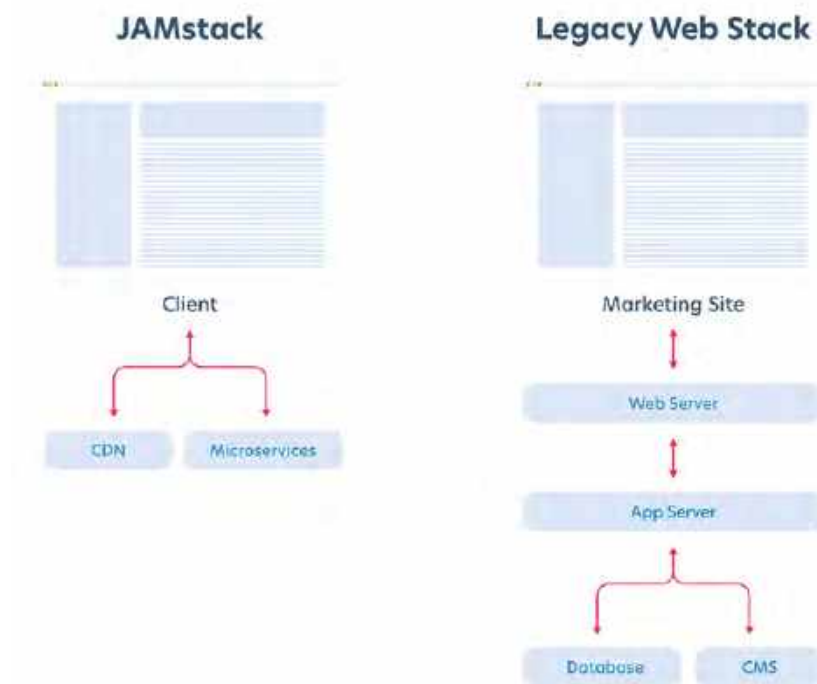 JAMstack
Client
CDN
Microservices
Legacy Web Stack
Marketing Site
Web Server
App Server
Database
CMS